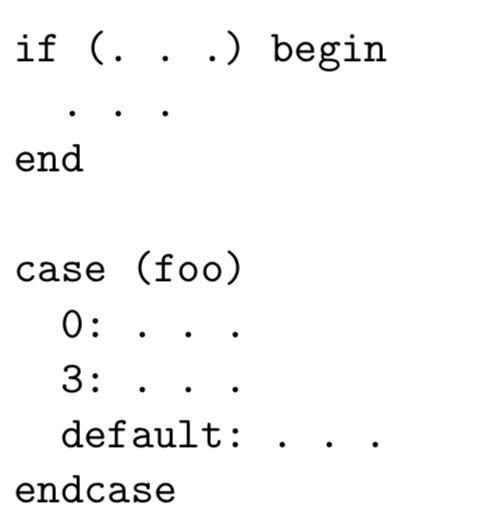 if (. . .) begin
  . . .
end

case (foo)
  0: . . .
  3: . . .
  default: . . .
endcase